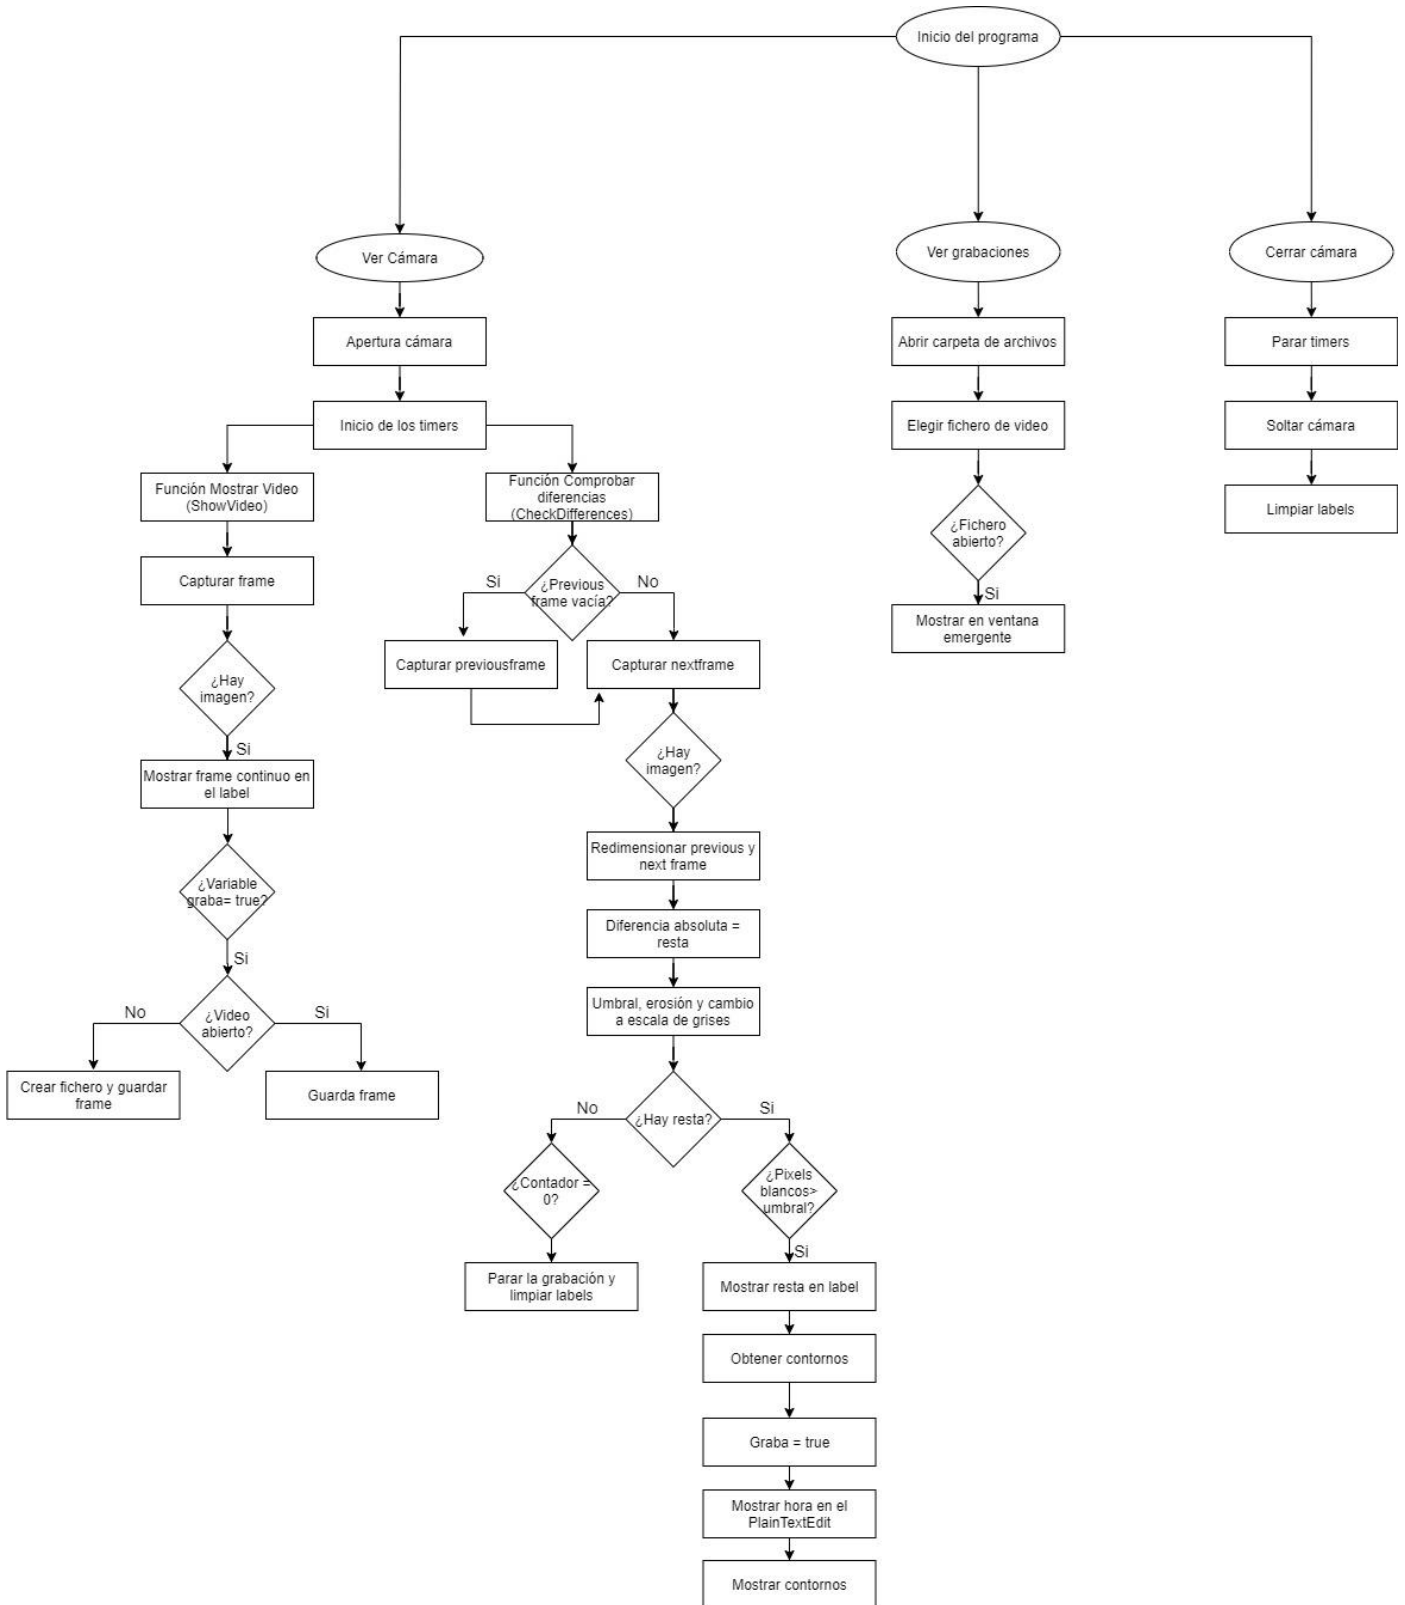 Inicio del programa
Ver Cámara
Ver grabaciones
Cerrar cámara
Apertura cámara
Abrir carpeta de archivos
Parar timers
Inicio de los timers
Elegir fichero de video
Soltar cámara
Función Mostrar Video
(ShowVideo)
Función Comprobar
diferencias
(CheckDifferences)
¿Fichero
abierto?
Limpiar labels
Capturar frame
Si
¿Previous
frame vacía?
No
Si
Mostrar en ventana
emergente
Capturar previousframe
Capturar nextframe
¿Hay
imagen?
Si
¿Hay
imagen?
Mostrar frame continuo en
el label
Redimensionar previous y
next frame
¿Variable
graba= true?
Si
Diferencia absoluta =
resta
No
¿Video
abierto?
Si
Umbral, erosión y cambio
a escala de grises
Crear fichero y guardar
frame
Guarda frame
No
¿Hay resta?
Si
¿Contador =
0?
¿Pixels
blancos>
umbral?
Si
Parar la grabación y
limpiar labels
Mostrar resta en label
Obtener contornos
Graba = true
Mostrar hora en el
PlainTextEdit
Mostrar contornos